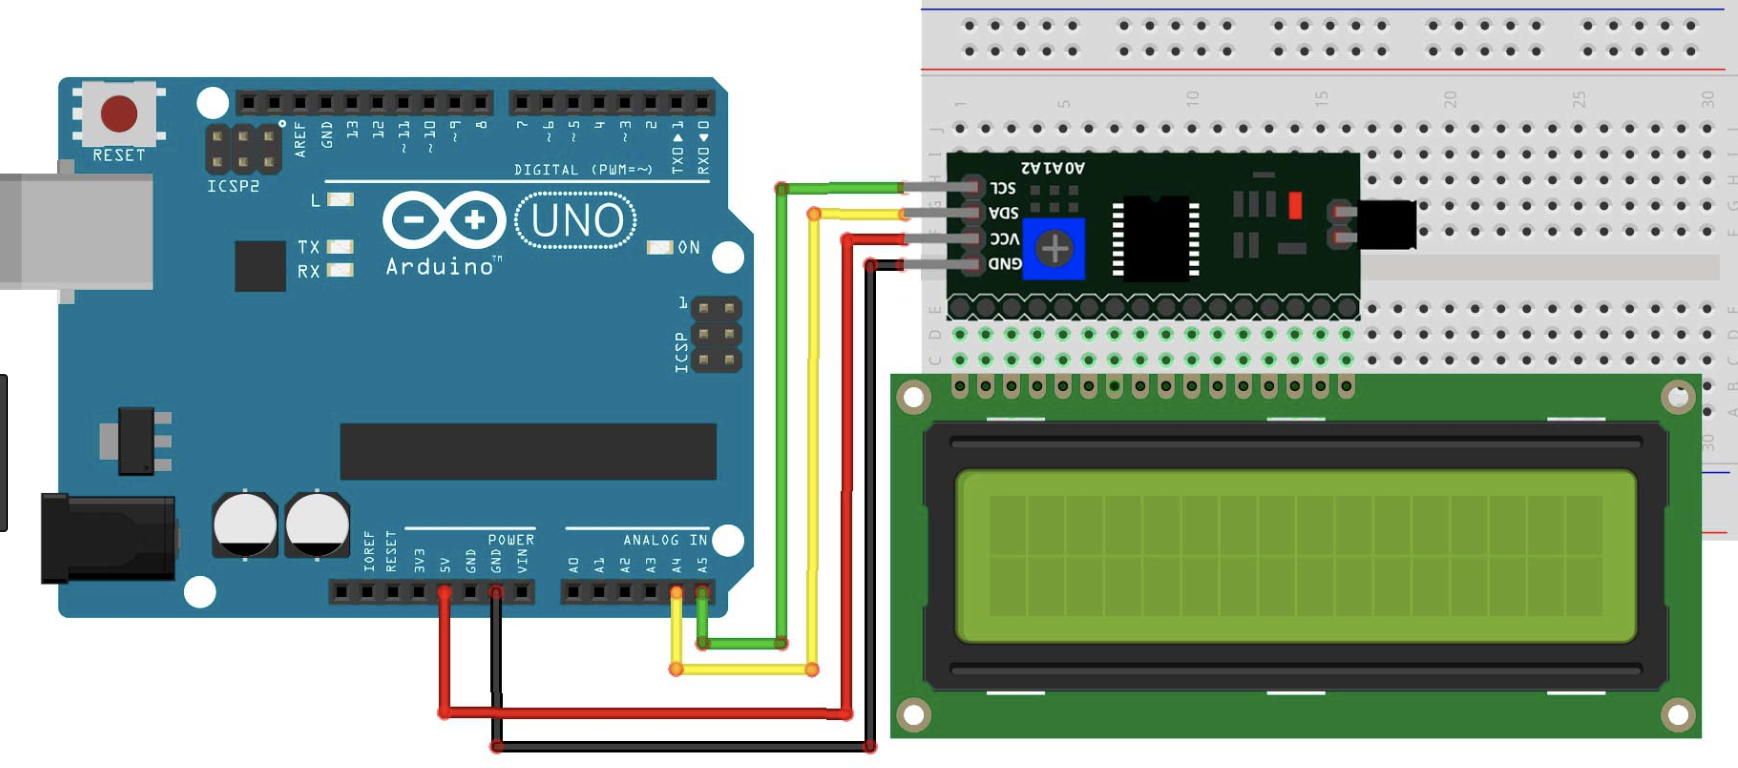 RESET
ICSP2
AREF
GND
13
12
~11
~10
~9
8
7
~6
~5
4
~3
2
TX0▶1
RX0◀0
DIGITAL (PWM=~)
L
TX
RX
UNO
Arduino™
ON
1
ICSP
POWER
ANALOG IN
IOREF
RESET
3V3
5V
GND
GND
VIN
A0
A1
A2
A3
A4
A5
1
5
10
15
20
25
30
J
I
H
G
F
E
D
C
A0A1A2
SCL
SDA
VCC
GND
J
I
H
G
F
E
D
C
B
A
30